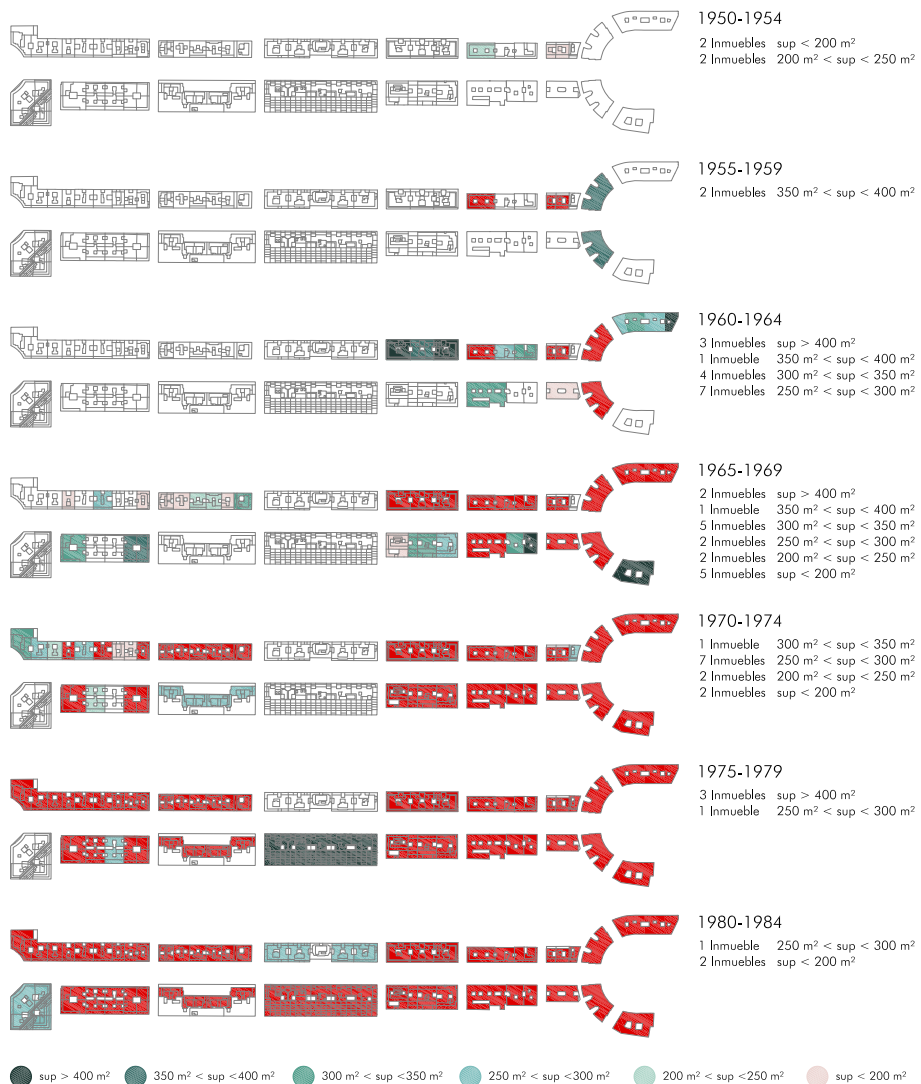 1950-1954
2 Inmuebles sup < 200 m²
2 Inmuebles 200 m² < sup < 250 m²
1955-1959
2 Inmuebles 350 m² < sup < 400 m²
1960-1964
3 Inmuebles sup > 400 m²
1 Inmueble 350 m² < sup < 400 m²
4 Inmuebles 300 m² < sup < 350 m²
7 Inmuebles 250 m² < sup < 300 m²
1965-1969
2 Inmuebles sup > 400 m²
1 Inmueble 350 m² < sup < 400 m²
5 Inmuebles 300 m² < sup < 350 m²
2 Inmuebles 250 m² < sup < 300 m²
2 Inmuebles 200 m² < sup < 250 m²
5 Inmuebles sup < 200 m²
1970-1974
1 Inmueble 300 m² < sup < 350 m²
7 Inmuebles 250 m² < sup < 300 m²
2 Inmuebles 200 m² < sup < 250 m²
2 Inmuebles sup < 200 m²
1975-1979
3 Inmuebles sup > 400 m²
1 Inmueble 250 m² < sup < 300 m²
1980-1984
1 Inmueble 250 m² < sup < 300 m²
2 Inmuebles sup < 200 m²
sup > 400 m² 350 m² < sup <400 m² 300 m² < sup <350 m² 250 m² < sup <300 m² 200 m² < sup <250 m² sup < 200 m²